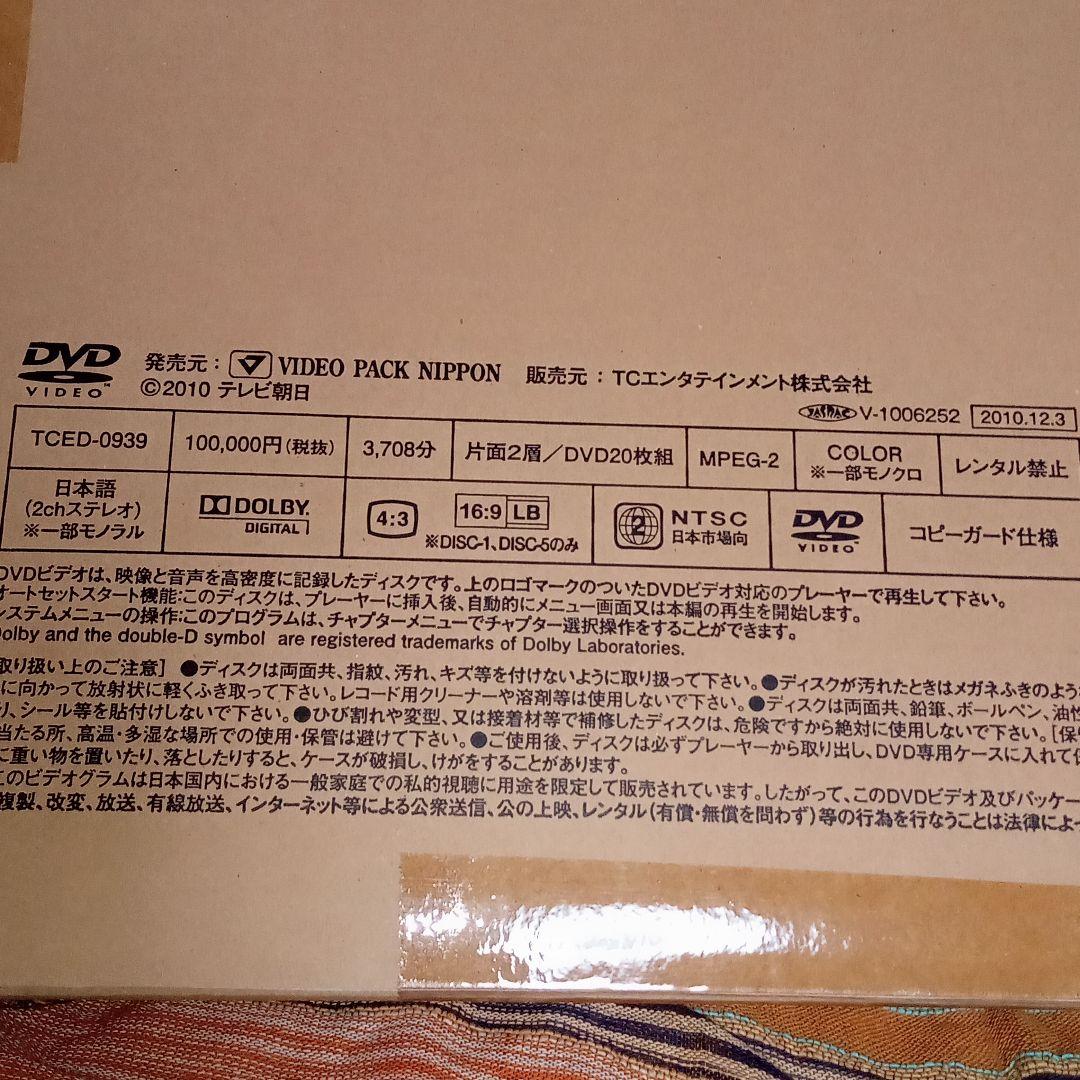 DVD VIDEO 発売元: VIDEO PACK NIPPON 販売元:TCエンタテインメント株式会社
©2010 テレビ朝日
JASRAC V-1006252 2010.12.3
TCED-0939 100,000円(税抜) 3,708分 片面2層/DVD20枚組 MPEG-2 COLOR ※一部モノクロ レンタル禁止
日本語 (2chステレオ) ※一部モノラル DOLBY DIGITAL 4:3 16:9 LB ※DISC-1、DISC-5のみ 2 NTSC 日本市場向 DVD VIDEO コピーガード仕様
DVDビデオは、映像と音声を高密度に記録したディスクです。上のロゴマークのついたDVDビデオ対応のプレーヤーで再生して下さい。
オートセットスタート機能:このディスクは、プレーヤーに挿入後、自動的にメニュー画面又は本編の再生を開始します。
システムメニューの操作:このプログラムは、チャプターメニューでチャプター選択操作をすることができます。
Dolby and the double-D symbol are registered trademarks of Dolby Laboratories.
取り扱い上のご注意] ●ディスクは両面共、指紋、汚れ、キズ等を付けないように取り扱って下さい。●ディスクが汚れたときはメガネふきのような
に向かって放射状に軽くふき取って下さい。レコード用クリーナーや溶剤等は使用しないで下さい。●ディスクは両面共、鉛筆、ボールペン、油性
り、シール等を貼付けしないで下さい。●ひび割れや変型、又は接着材等で補修したディスクは、危険ですから絶対に使用しないで下さい。[保
当たる所、高温・多湿な場所での使用・保管は避けて下さい。●ご使用後、ディスクは必ずプレーヤーから取り出し、DVD専用ケースに入れて
に重い物を置いたり、落としたりすると、ケースが破損し、けがをすることがあります。
このビデオグラムは日本国内における一般家庭での私的視聴に用途を限定して販売されています。したがって、このDVDビデオ及びパッケー
複製、改変、放送、有線放送、インターネット等による公衆送信、公の上映、レンタル(有償・無償を問わず)等の行為を行なうことは法律によ